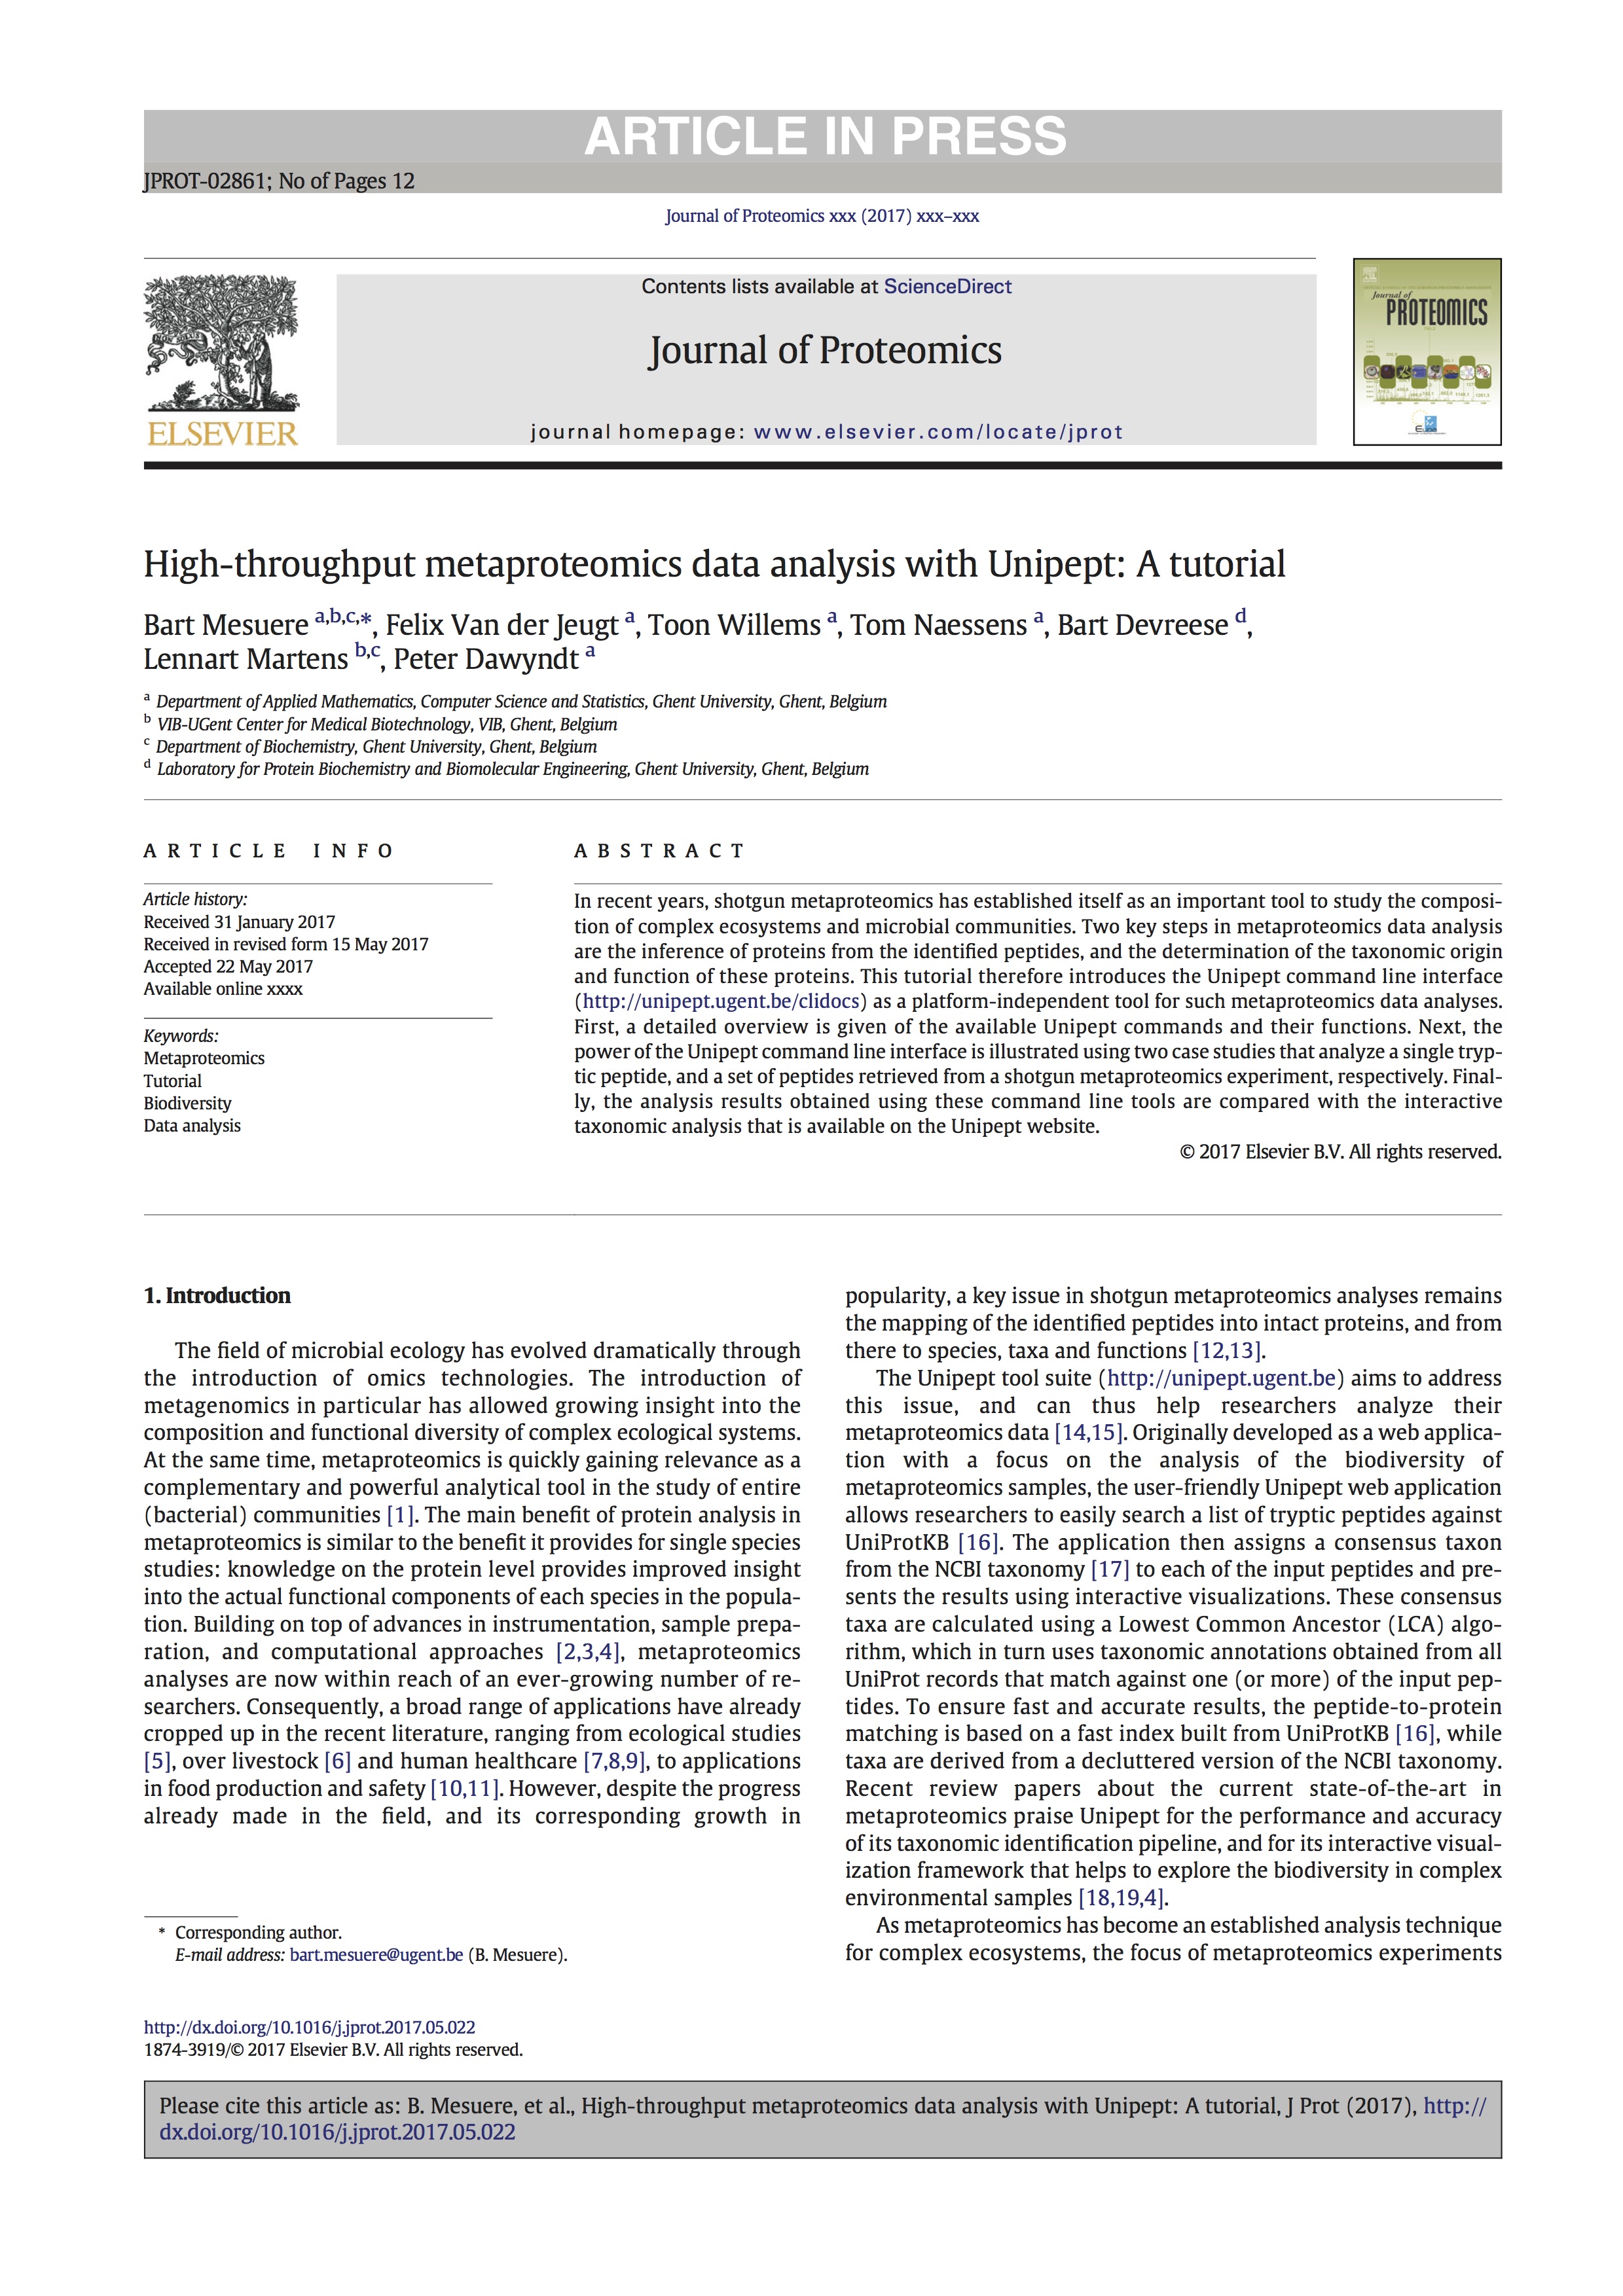 ARTICLE IN PRESS
JPROT-02861; No of Pages 12
Journal of Proteomics xxx (2017) xxx–xxx
ELSEVIER
Contents lists available at ScienceDirect
Journal of Proteomics
journal homepage: www.elsevier.com/locate/jprot
Journal of
PROTEOMICS
High-throughput metaproteomics data analysis with Unipept: A tutorial
Bart Mesuere a,b,c,*, Felix Van der Jeugt a, Toon Willems a, Tom Naessens a, Bart Devreese d,
Lennart Martens b,c, Peter Dawyndt a
a Department of Applied Mathematics, Computer Science and Statistics, Ghent University, Ghent, Belgium
b VIB-UGent Center for Medical Biotechnology, VIB, Ghent, Belgium
c Department of Biochemistry, Ghent University, Ghent, Belgium
d Laboratory for Protein Biochemistry and Biomolecular Engineering, Ghent University, Ghent, Belgium
ARTICLE INFO
Article history:
Received 31 January 2017
Received in revised form 15 May 2017
Accepted 22 May 2017
Available online xxxx
Keywords:
Metaproteomics
Tutorial
Biodiversity
Data analysis
ABSTRACT
In recent years, shotgun metaproteomics has established itself as an important tool to study the composi-
tion of complex ecosystems and microbial communities. Two key steps in metaproteomics data analysis
are the inference of proteins from the identified peptides, and the determination of the taxonomic origin
and function of these proteins. This tutorial therefore introduces the Unipept command line interface
(http://unipept.ugent.be/clidocs) as a platform-independent tool for such metaproteomics data analyses.
First, a detailed overview is given of the available Unipept commands and their functions. Next, the
power of the Unipept command line interface is illustrated using two case studies that analyze a single tryp-
tic peptide, and a set of peptides retrieved from a shotgun metaproteomics experiment, respectively. Final-
ly, the analysis results obtained using these command line tools are compared with the interactive
taxonomic analysis that is available on the Unipept website.
© 2017 Elsevier B.V. All rights reserved.
1. Introduction
The field of microbial ecology has evolved dramatically through
the introduction of omics technologies. The introduction of
metagenomics in particular has allowed growing insight into the
composition and functional diversity of complex ecological systems.
At the same time, metaproteomics is quickly gaining relevance as a
complementary and powerful analytical tool in the study of entire
(bacterial) communities [1]. The main benefit of protein analysis in
metaproteomics is similar to the benefit it provides for single species
studies: knowledge on the protein level provides improved insight
into the actual functional components of each species in the popula-
tion. Building on top of advances in instrumentation, sample prepa-
ration, and computational approaches [2,3,4], metaproteomics
analyses are now within reach of an ever-growing number of re-
searchers. Consequently, a broad range of applications have already
cropped up in the recent literature, ranging from ecological studies
[5], over livestock [6] and human healthcare [7,8,9], to applications
in food production and safety [10,11]. However, despite the progress
already made in the field, and its corresponding growth in
popularity, a key issue in shotgun metaproteomics analyses remains
the mapping of the identified peptides into intact proteins, and from
there to species, taxa and functions [12,13].
The Unipept tool suite (http://unipept.ugent.be) aims to address
this issue, and can thus help researchers analyze their
metaproteomics data [14,15]. Originally developed as a web applica-
tion with a focus on the analysis of the biodiversity of
metaproteomics samples, the user-friendly Unipept web application
allows researchers to easily search a list of tryptic peptides against
UniProtKB [16]. The application then assigns a consensus taxon
from the NCBI taxonomy [17] to each of the input peptides and pre-
sents the results using interactive visualizations. These consensus
taxa are calculated using a Lowest Common Ancestor (LCA) algo-
rithm, which in turn uses taxonomic annotations obtained from all
UniProt records that match against one (or more) of the input pep-
tides. To ensure fast and accurate results, the peptide-to-protein
matching is based on a fast index built from UniProtKB [16], while
taxa are derived from a decluttered version of the NCBI taxonomy.
Recent review papers about the current state-of-the-art in
metaproteomics praise Unipept for the performance and accuracy
of its taxonomic identification pipeline, and for its interactive visual-
ization framework that helps to explore the biodiversity in complex
environmental samples [18,19,4].
As metaproteomics has become an established analysis technique
for complex ecosystems, the focus of metaproteomics experiments
* Corresponding author.
E-mail address: bart.mesuere@ugent.be (B. Mesuere).
http://dx.doi.org/10.1016/j.jprot.2017.05.022
1874-3919/© 2017 Elsevier B.V. All rights reserved.
Please cite this article as: B. Mesuere, et al., High-throughput metaproteomics data analysis with Unipept: A tutorial, J Prot (2017), http://
dx.doi.org/10.1016/j.jprot.2017.05.022